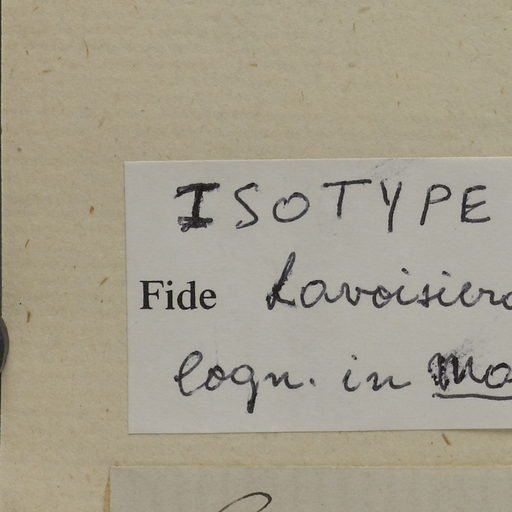 ISOTYPE
Fide Lavoisiera
Cogn. in